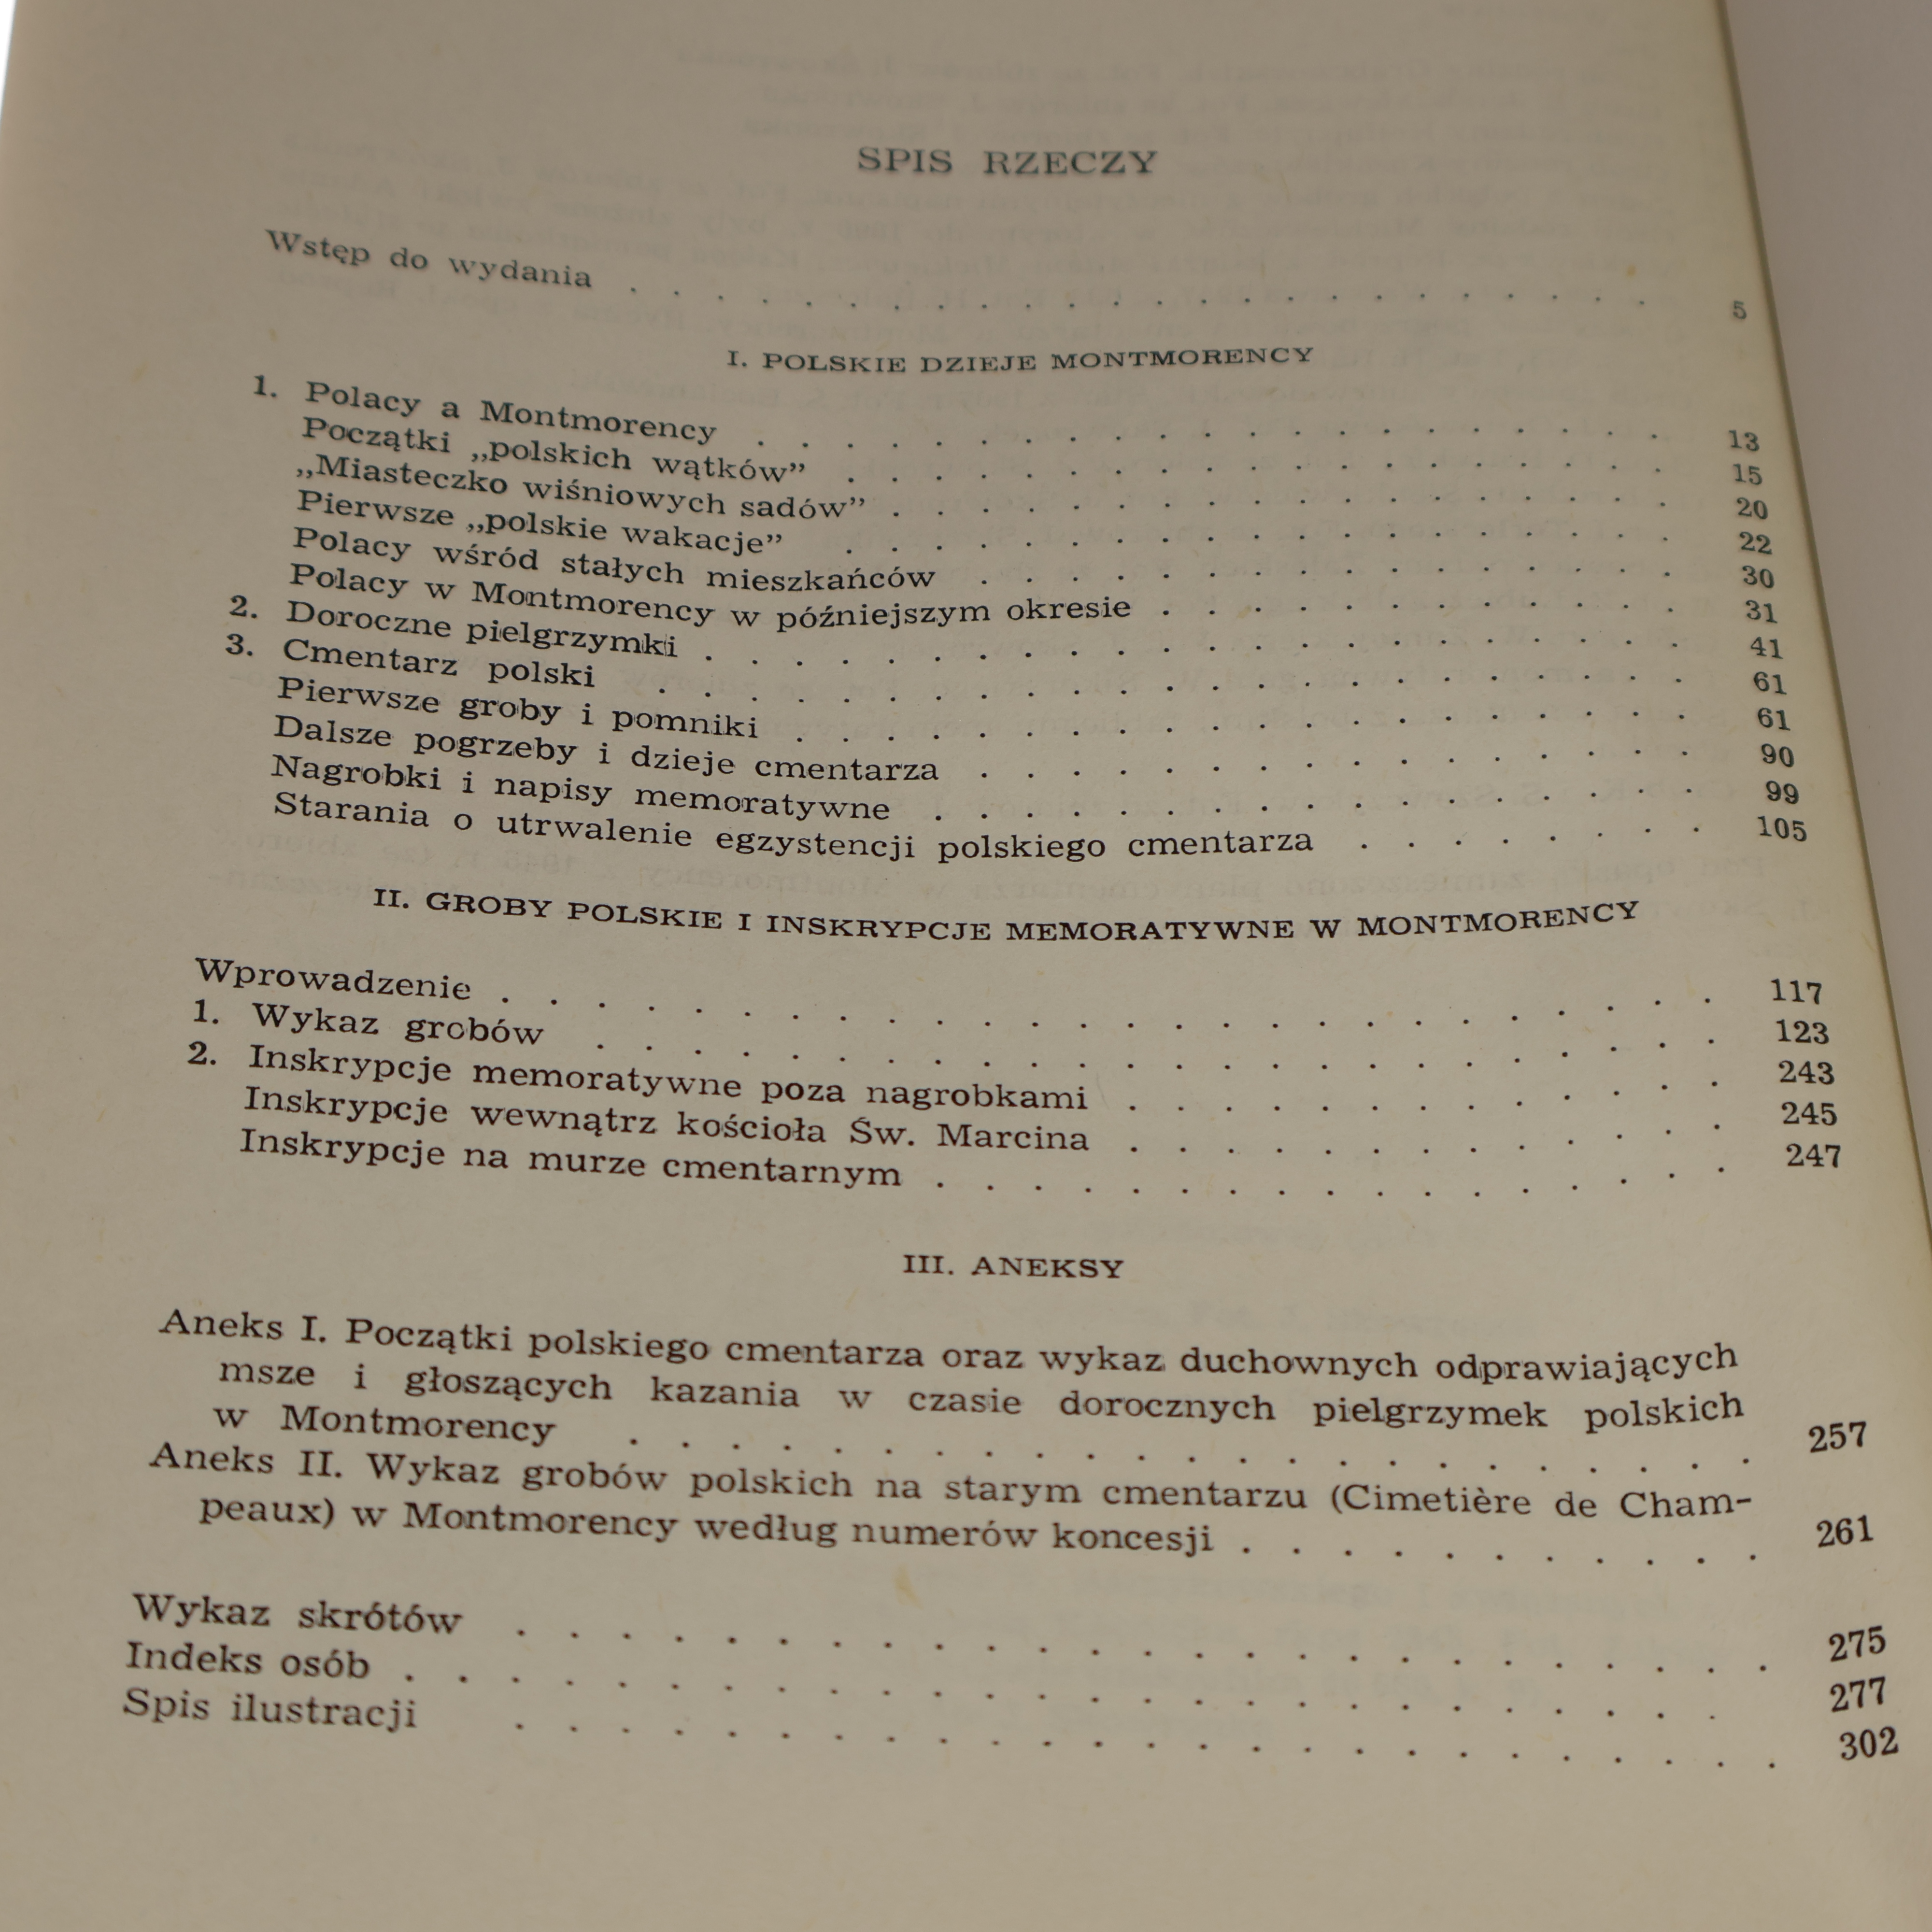 SPIS RZECZY
Wstęp do wydania . . . . . . . . . . . . . . . . . . . . . . . . 5
I. POLSKIE DZIEJE MONTMORENCY
1. Polacy a Montmorency . . . . . . . . . . . . . . . . . . . . . 13
Początki „polskich wątków” . . . . . . . . . . . . . . . . . . . 15
„Miasteczko wiśniowych sadów” . . . . . . . . . . . . . . . . . . 20
Pierwsze „polskie wakacje” . . . . . . . . . . . . . . . . . . . 22
Polacy wśród stałych mieszkańców . . . . . . . . . . . . . . . . 30
Polacy w Montmorency w późniejszym okresie . . . . . . . . . . . . 31
2. Doroczne pielgrzymki . . . . . . . . . . . . . . . . . . . . . . 41
3. Cmentarz polski . . . . . . . . . . . . . . . . . . . . . . . 61
Pierwsze groby i pomniki . . . . . . . . . . . . . . . . . . . . 61
Dalsze pogrzeby i dzieje cmentarza . . . . . . . . . . . . . . . . 90
Nagrobki i napisy memoratywne . . . . . . . . . . . . . . . . . 99
Starania o utrwalenie egzystencji polskiego cmentarza . . . . . . . . 105
II. GROBY POLSKIE I INSKRYPCJE MEMORATYWNE W MONTMORENCY
Wprowadzenie . . . . . . . . . . . . . . . . . . . . . . . . . . 117
1. Wykaz grobów . . . . . . . . . . . . . . . . . . . . . . . . 123
2. Inskrypcje memoratywne poza nagrobkami . . . . . . . . . . . . . 243
Inskrypcje wewnątrz kościoła Św. Marcina . . . . . . . . . . . . . 245
Inskrypcje na murze cmentarnym . . . . . . . . . . . . . . . . . 247
III. ANEKSY
Aneks I. Początki polskiego cmentarza oraz wykaz duchownych odprawiających
msze i głoszących kazania w czasie dorocznych pielgrzymek polskich
w Montmorency . . . . . . . . . . . . . . . . . . . . . . . 257
Aneks II. Wykaz grobów polskich na starym cmentarzu (Cimetière de Cham-
peaux) w Montmorency według numerów koncesji . . . . . . . . . . . 261
Wykaz skrótów . . . . . . . . . . . . . . . . . . . . . . . . 275
Indeks osób . . . . . . . . . . . . . . . . . . . . . . . . . 277
Spis ilustracji . . . . . . . . . . . . . . . . . . . . . . . . 302